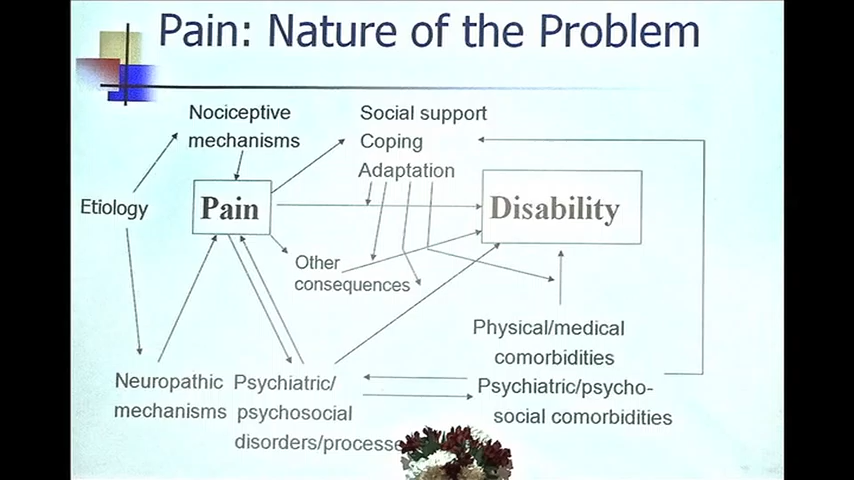 Pain: Nature of the Problem
Nociceptive
mechanisms
Social support
Coping
Adaptation
Etiology
Pain
Disability
Other
consequences
Physical/medical
comorbidities
Neuropathic
mechanisms
Psychiatric/
psychosocial
disorders/processe
Psychiatric/psycho-
social comorbidities